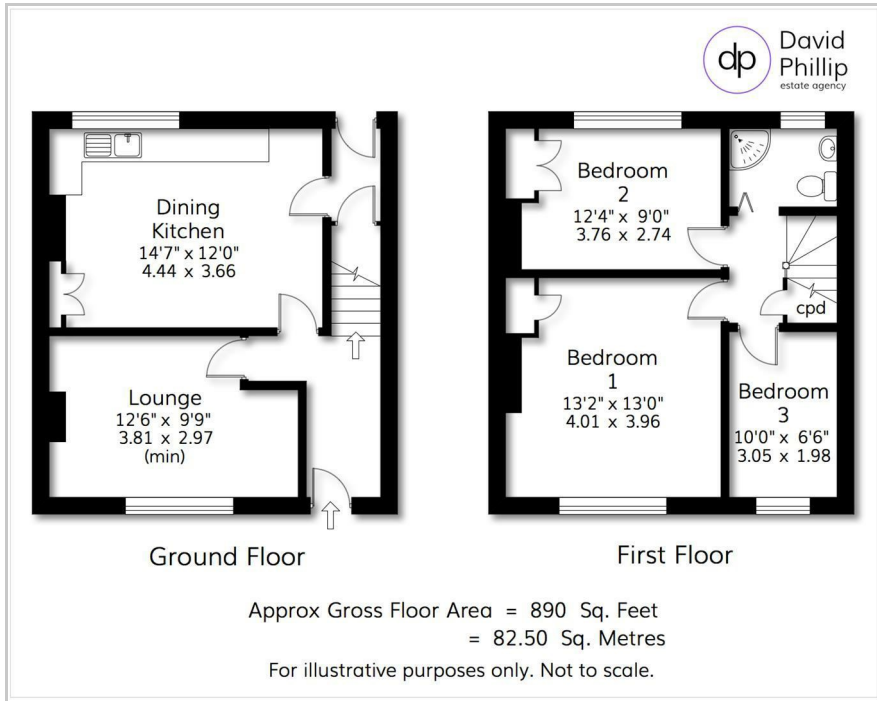 dp
David
Phillip
estate agency
Dining
Kitchen
14'7" x 12'0"
4.44 x 3.66
Lounge
12'6" x 9'9"
3.81 x 2.97
(min)
Ground Floor
Bedroom
2
12'4" x 9'0"
3.76 x 2.74
cpd
Bedroom
1
13'2" x 13'0"
4.01 x 3.96
Bedroom
3
10'0" x 6'6"
3.05 x 1.98
First Floor
Approx Gross Floor Area = 890 Sq. Feet
= 82.50 Sq. Metres
For illustrative purposes only. Not to scale.